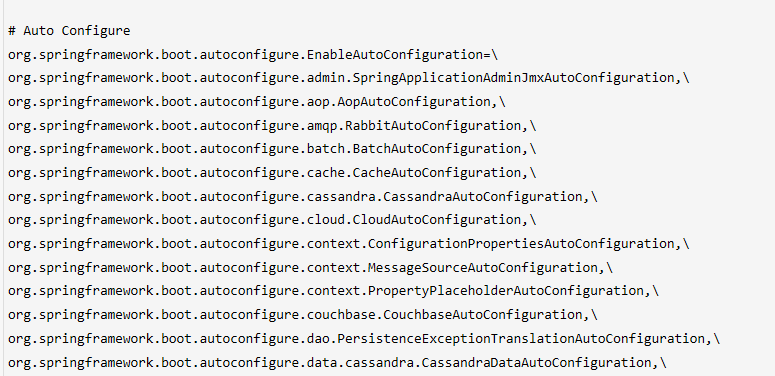 # Auto Configure
org.springframework.boot.autoconfigure.EnableAutoConfiguration=\
org.springframework.boot.autoconfigure.admin.SpringApplicationAdminJmxAutoConfiguration,\
org.springframework.boot.autoconfigure.aop.AopAutoConfiguration,\
org.springframework.boot.autoconfigure.amqp.RabbitAutoConfiguration,\
org.springframework.boot.autoconfigure.batch.BatchAutoConfiguration,\
org.springframework.boot.autoconfigure.cache.CacheAutoConfiguration,\
org.springframework.boot.autoconfigure.cassandra.CassandraAutoConfiguration,\
org.springframework.boot.autoconfigure.cloud.CloudAutoConfiguration,\
org.springframework.boot.autoconfigure.context.ConfigurationPropertiesAutoConfiguration,\
org.springframework.boot.autoconfigure.context.MessageSourceAutoConfiguration,\
org.springframework.boot.autoconfigure.context.PropertyPlaceholderAutoConfiguration,\
org.springframework.boot.autoconfigure.couchbase.CouchbaseAutoConfiguration,\
org.springframework.boot.autoconfigure.dao.PersistenceExceptionTranslationAutoConfiguration,\
org.springframework.boot.autoconfigure.data.cassandra.CassandraDataAutoConfiguration,\